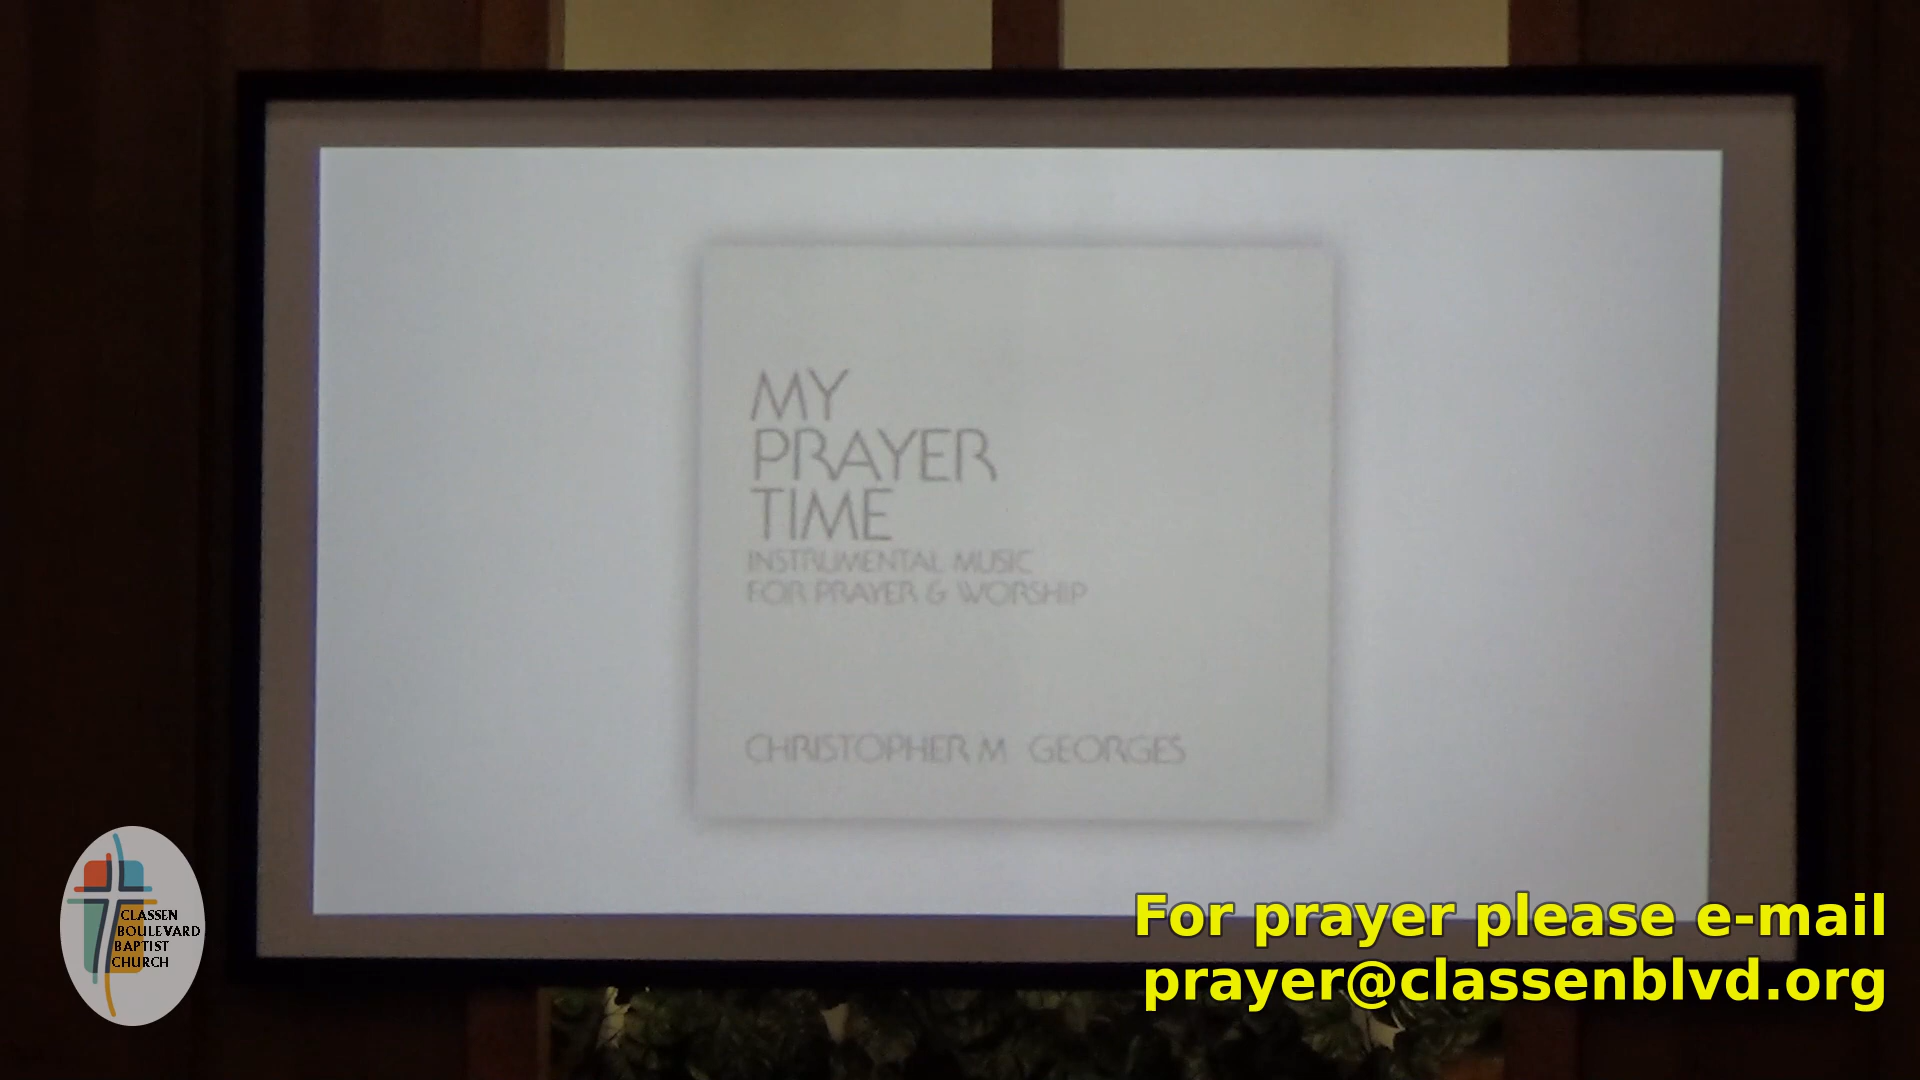 MY
PRAYER
TIME
INSTRUMENTAL MUSIC
FOR PRAYER & WORSHIP
CHRISTOPHER M GEORGES
CLASSEN
BOULEVARD
BAPTIST
CHURCH
For prayer please e-mail
prayer@classenblvd.org